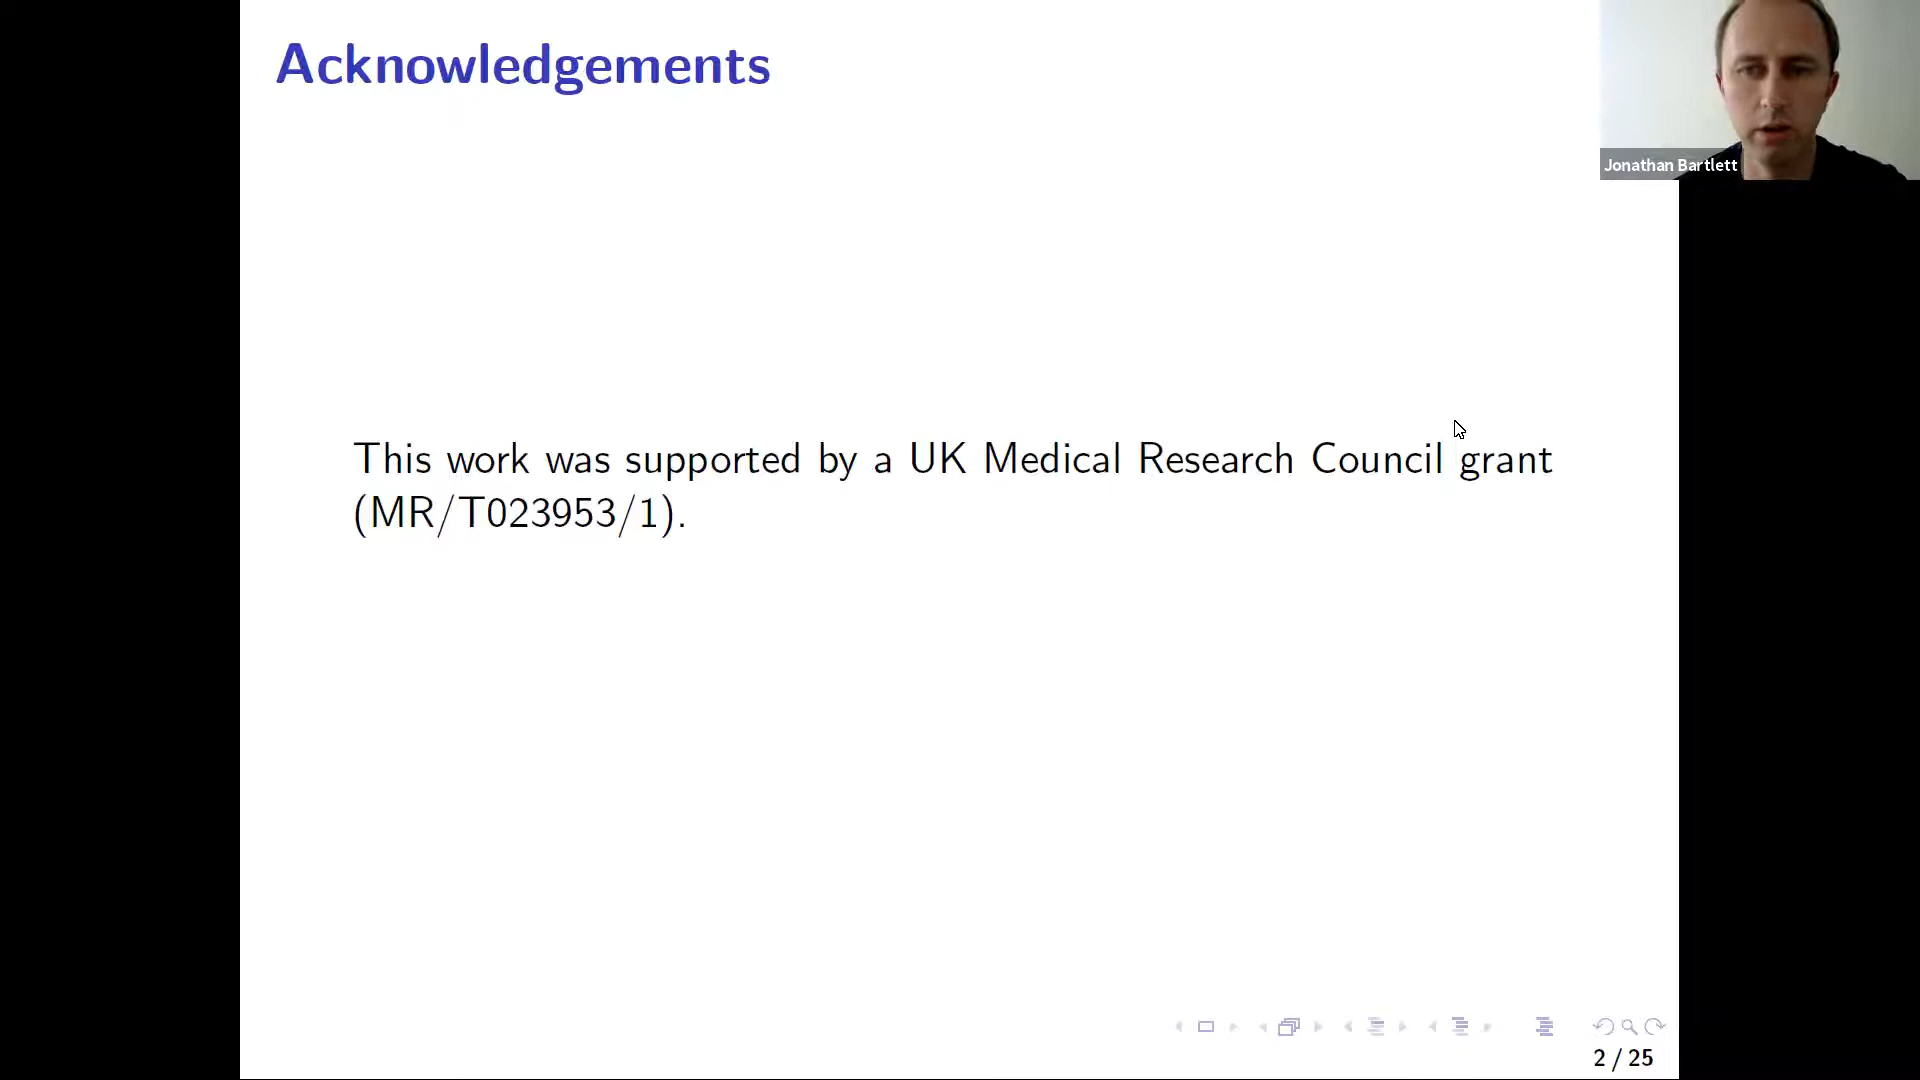 Acknowledgements
Jonathan Bartlett
This work was supported by a UK Medical Research Council grant
(MR/T023953/1).
2 / 25